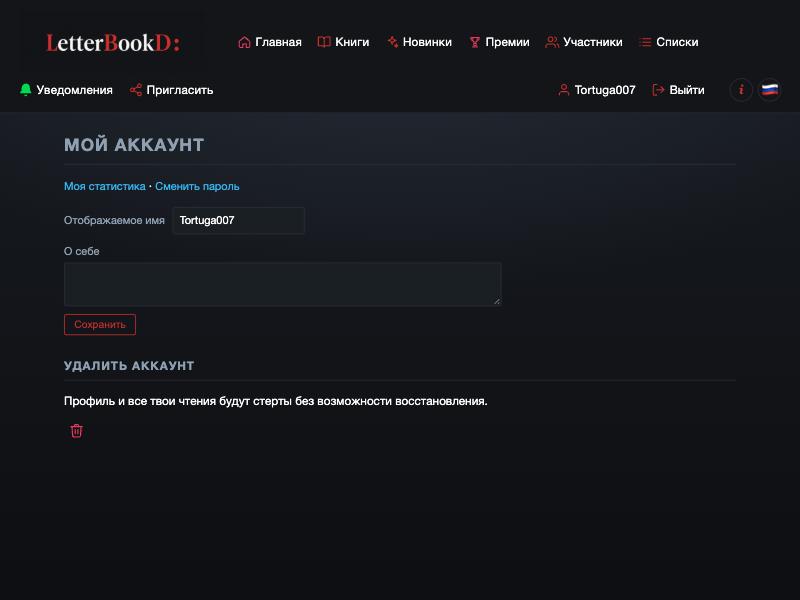 LetterBookD:
Главная
Книги
Новинки
Премии
Участники
Списки
Уведомления
Пригласить
Tortuga007
Выйти
i
МОЙ АККАУНТ
Моя статистика · Сменить пароль
Отображаемое имя
Tortuga007
О себе
Сохранить
УДАЛИТЬ АККАУНТ
Профиль и все твои чтения будут стерты без возможности восстановления.